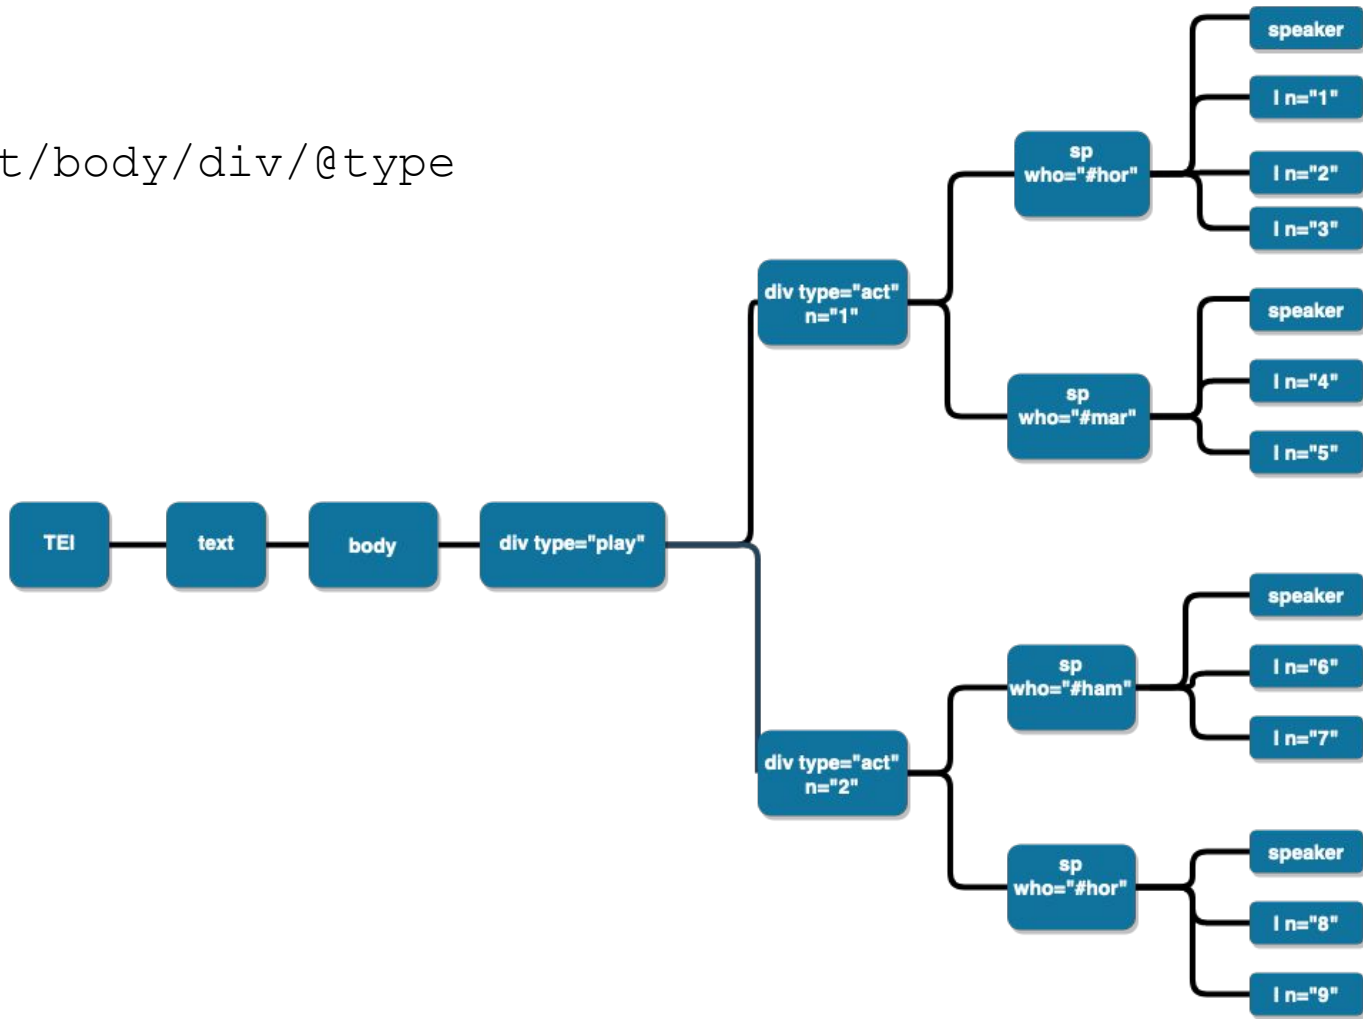 t/body/div/@type
TEI
text
body
div type="play"
div type="act"
n="1"
sp
who="#hor"
speaker
l n="1"
l n="2"
l n="3"
sp
who="#mar"
speaker
l n="4"
l n="5"
div type="act"
n="2"
sp
who="#ham"
speaker
l n="6"
l n="7"
sp
who="#hor"
speaker
l n="8"
l n="9"